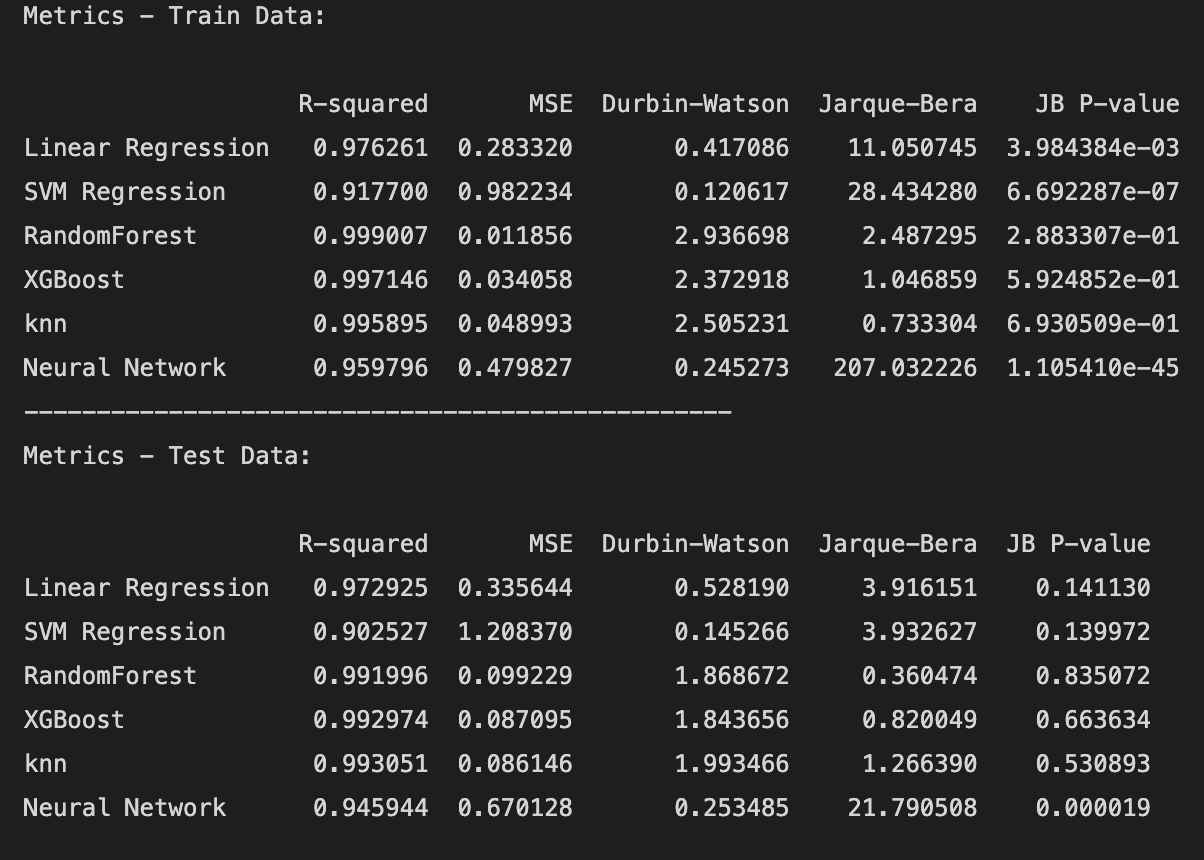 Metrics - Train Data:
R-squared MSE Durbin-Watson Jarque-Bera JB P-value
Linear Regression 0.976261 0.283320 0.417086 11.050745 3.984384e-03
SVM Regression 0.917700 0.982234 0.120617 28.434280 6.692287e-07
RandomForest 0.999007 0.011856 2.936698 2.487295 2.883307e-01
XGBoost 0.997146 0.034058 2.372918 1.046859 5.924852e-01
knn 0.995895 0.048993 2.505231 0.733304 6.930509e-01
Neural Network 0.959796 0.479827 0.245273 207.032226 1.105410e-45
-------------------------------------------------
Metrics - Test Data:
R-squared MSE Durbin-Watson Jarque-Bera JB P-value
Linear Regression 0.972925 0.335644 0.528190 3.916151 0.141130
SVM Regression 0.902527 1.208370 0.145266 3.932627 0.139972
RandomForest 0.991996 0.099229 1.868672 0.360474 0.835072
XGBoost 0.992974 0.087095 1.843656 0.820049 0.663634
knn 0.993051 0.086146 1.993466 1.266390 0.530893
Neural Network 0.945944 0.670128 0.253485 21.790508 0.000019